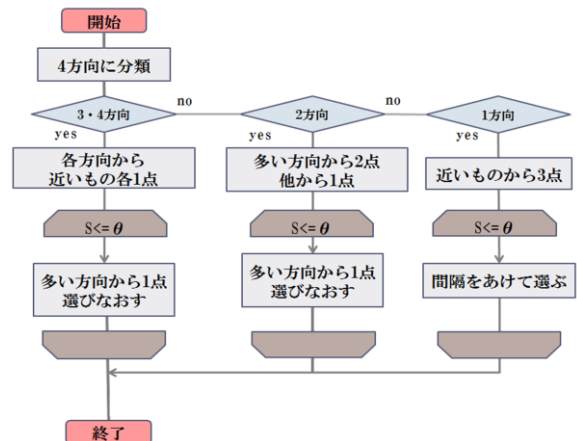 開始
4方向に分類
3・4方向
no
2方向
no
1方向
yes
yes
yes
各方向から
近いもの各1点
多い方向から2点
他から1点
近いものから3点
S<=θ
S<=θ
S<=θ
多い方向から1点
選びなおす
多い方向から1点
選びなおす
間隔をあけて選ぶ
終了